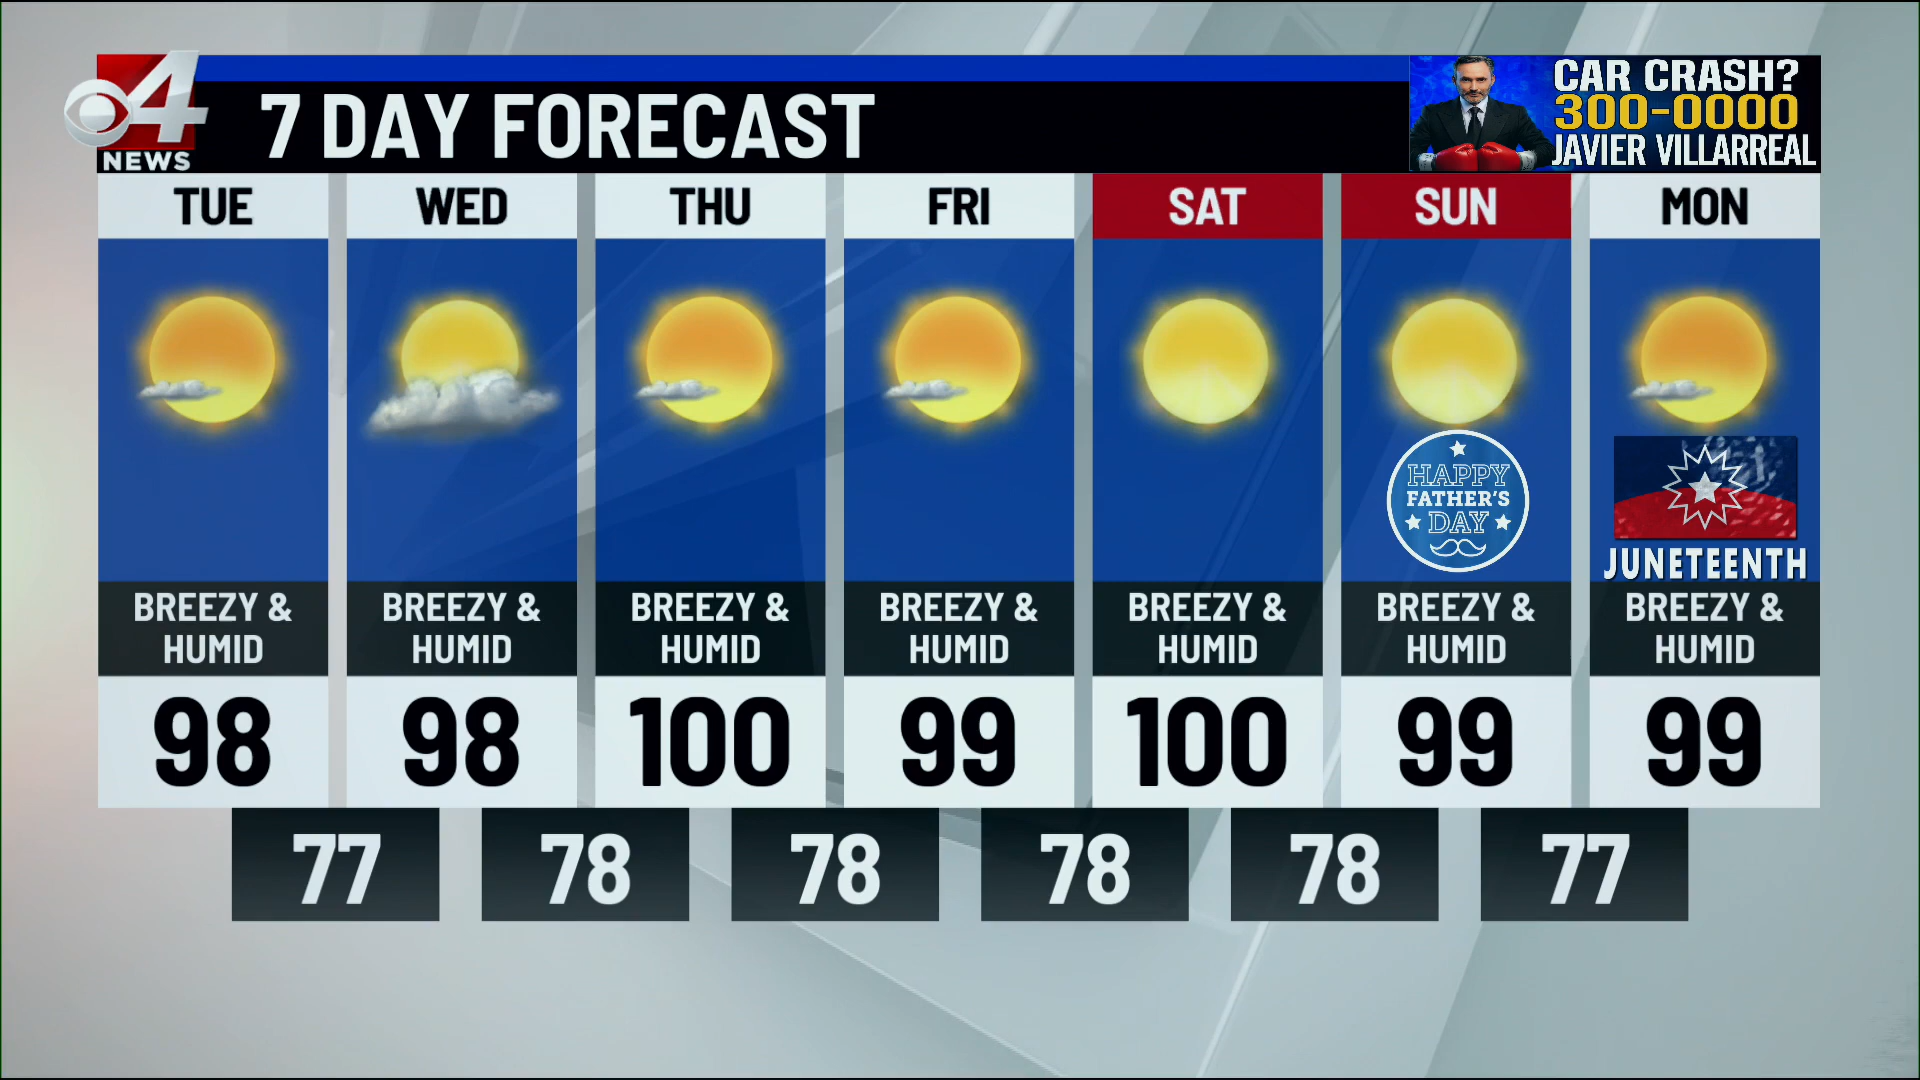 4
NEWS
7 DAY FORECAST
CAR CRASH?
300-0000
JAVIER VILLARREAL
TUE
WED
THU
FRI
SAT
SUN
MON
HAPPY
FATHER'S
DAY
JUNETEENTH
BREEZY &
HUMID
BREEZY &
HUMID
BREEZY &
HUMID
BREEZY &
HUMID
BREEZY &
HUMID
BREEZY &
HUMID
BREEZY &
HUMID
98
98
100
99
100
99
99
77
78
78
78
78
77